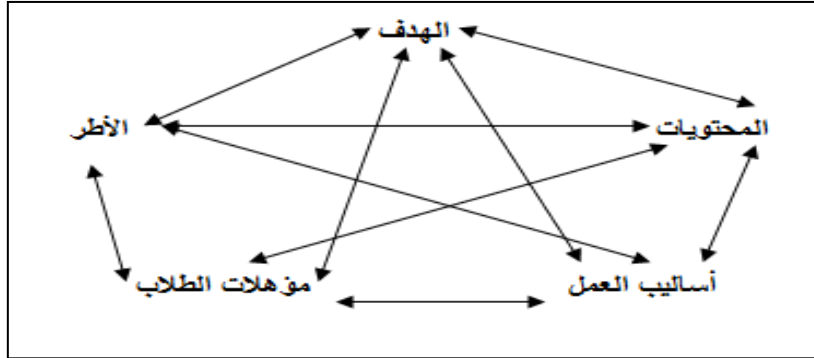 الهدف
المحتويات
الأطر
أساليب العمل
مؤهلات الطلاب